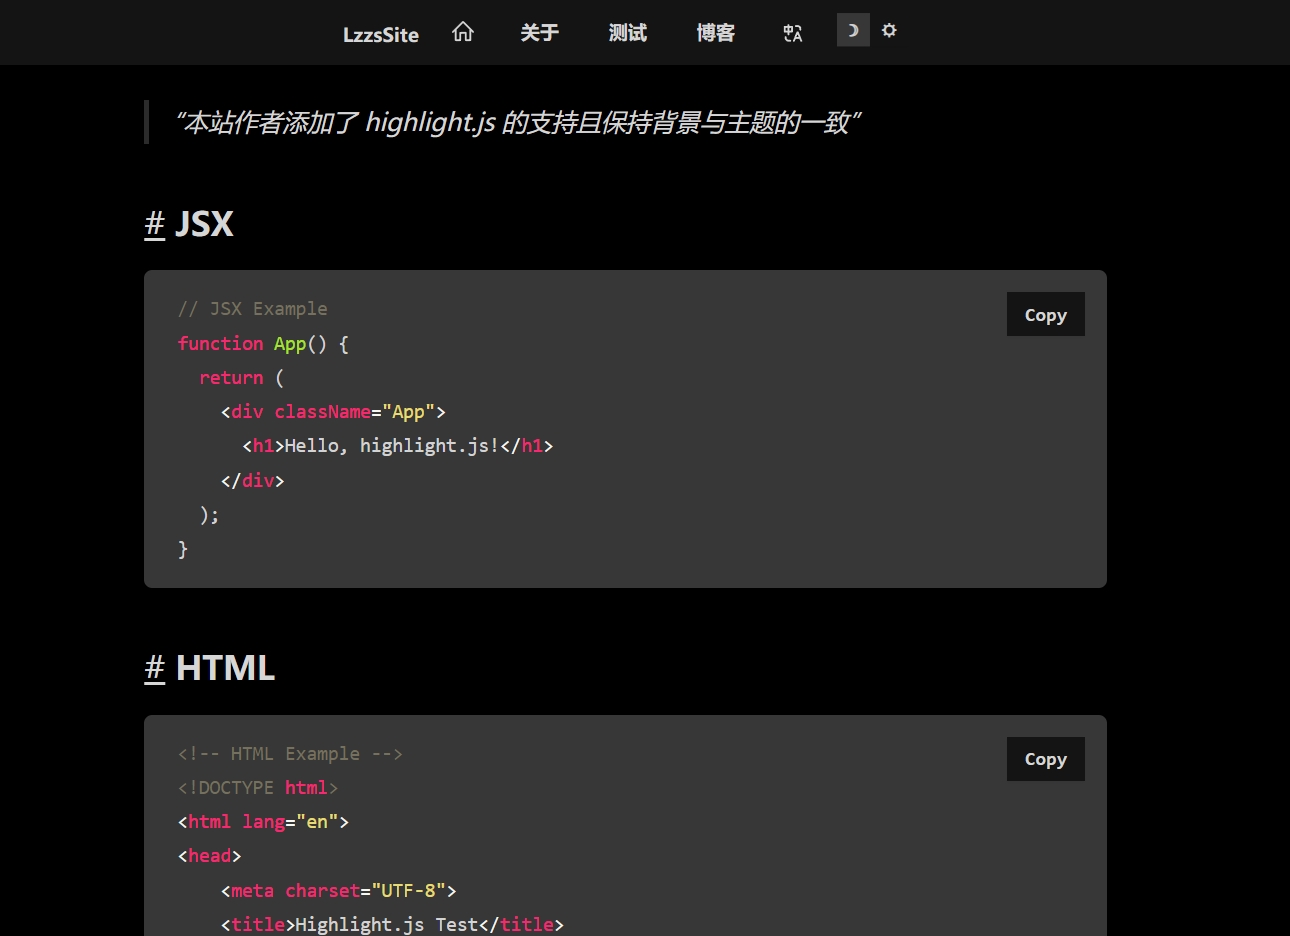 LzzsSite 关于 测试 博客
“本站作者添加了 highlight.js 的支持且保持背景与主题的一致”
# JSX
Copy
// JSX Example
function App() {
  return (
    <div className="App">
      <h1>Hello, highlight.js!</h1>
    </div>
  );
}
# HTML
Copy
<!-- HTML Example -->
<!DOCTYPE html>
<html lang="en">
<head>
    <meta charset="UTF-8">
    <title>Highlight.js Test</title>